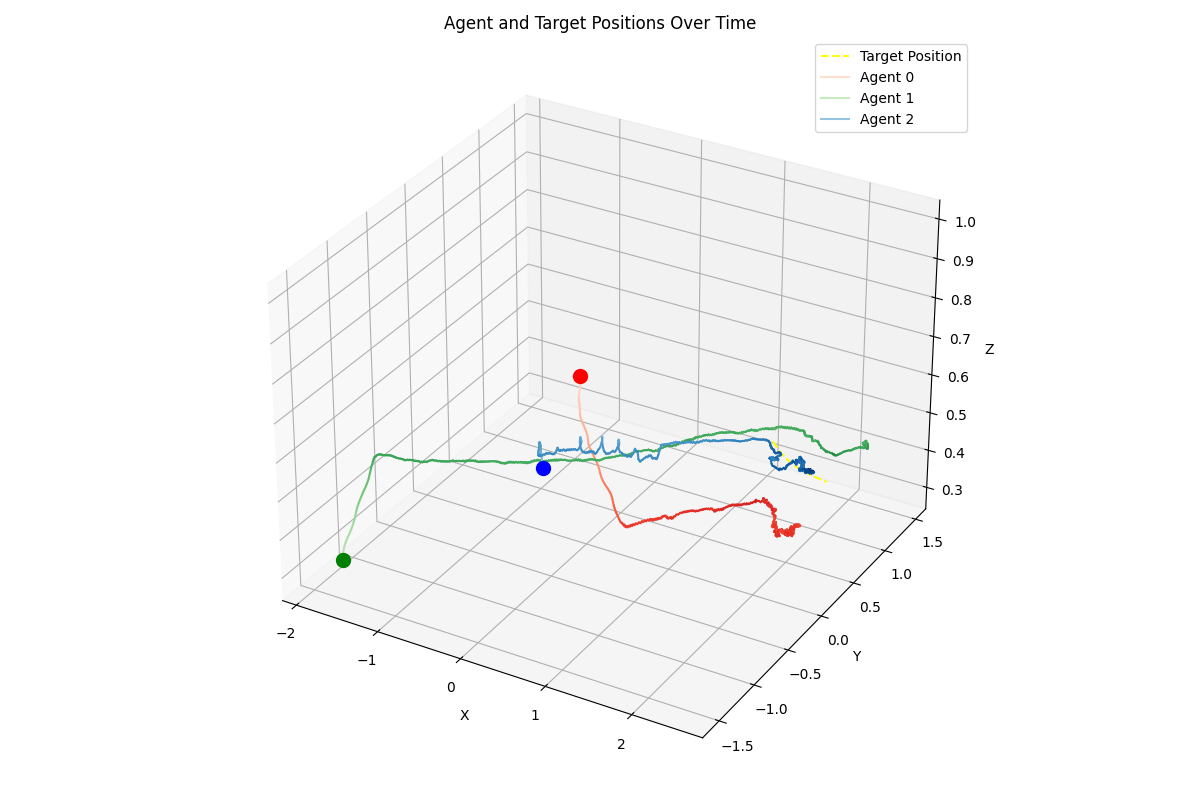 Agent and Target Positions Over Time
Target Position
Agent 0
Agent 1
Agent 2
1.0
0.9
0.8
0.7
0.6
0.5
0.4
0.3
Z
1.5
1.0
0.5
0.0
−0.5
−1.0
−1.5
Y
−2
−1
0
1
2
X